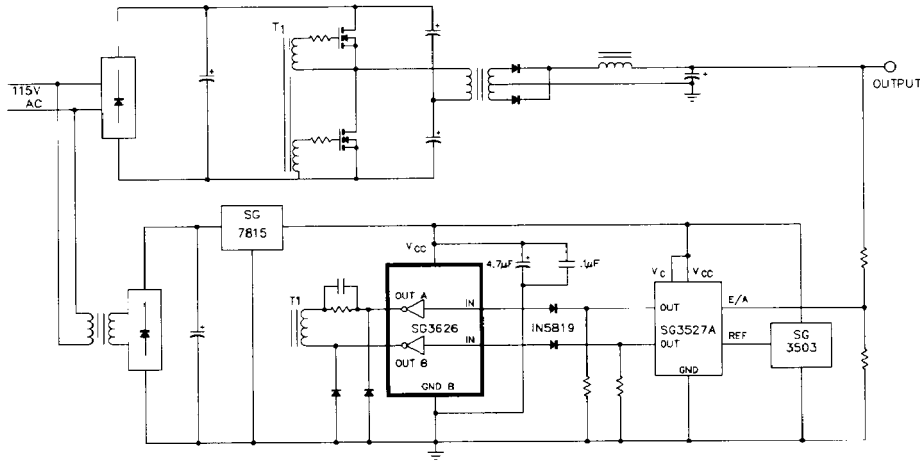 T1
115V
AC
OUTPUT
SG
7815
VCC
4.7µF
.1µF
VC
VCC
T1
OUT A
IN
OUT
E/A
SG3626
IN5819
SG3527A
OUT B
IN
OUT
REF
SG
3503
GND B
GND